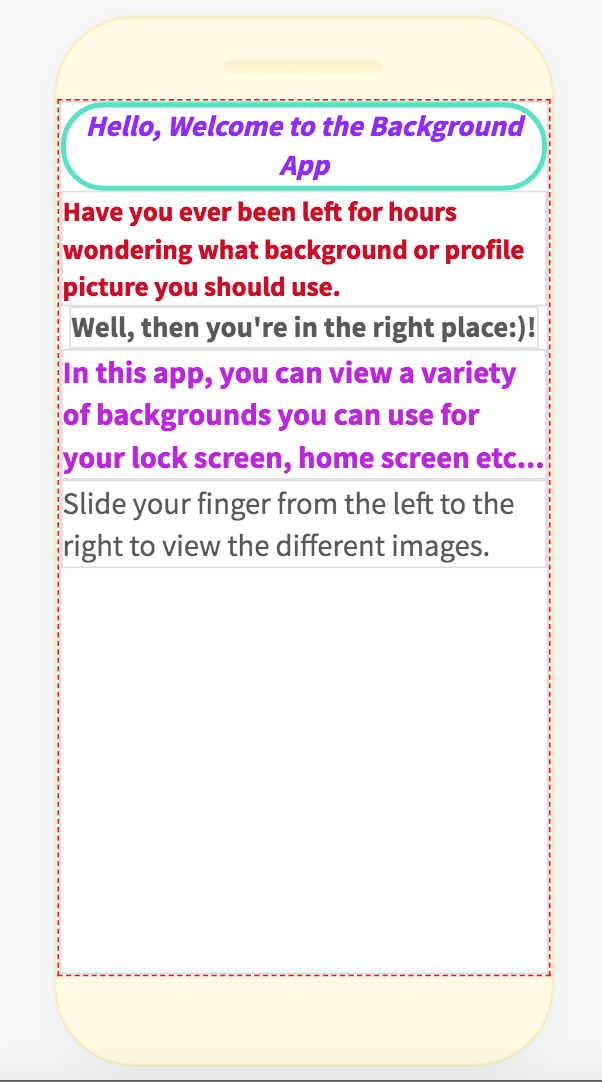 Hello, Welcome to the Background
App
Have you ever been left for hours
wondering what background or profile
picture you should use.
Well, then you're in the right place:)!
In this app, you can view a variety
of backgrounds you can use for
your lock screen, home screen etc...
Slide your finger from the left to the
right to view the different images.